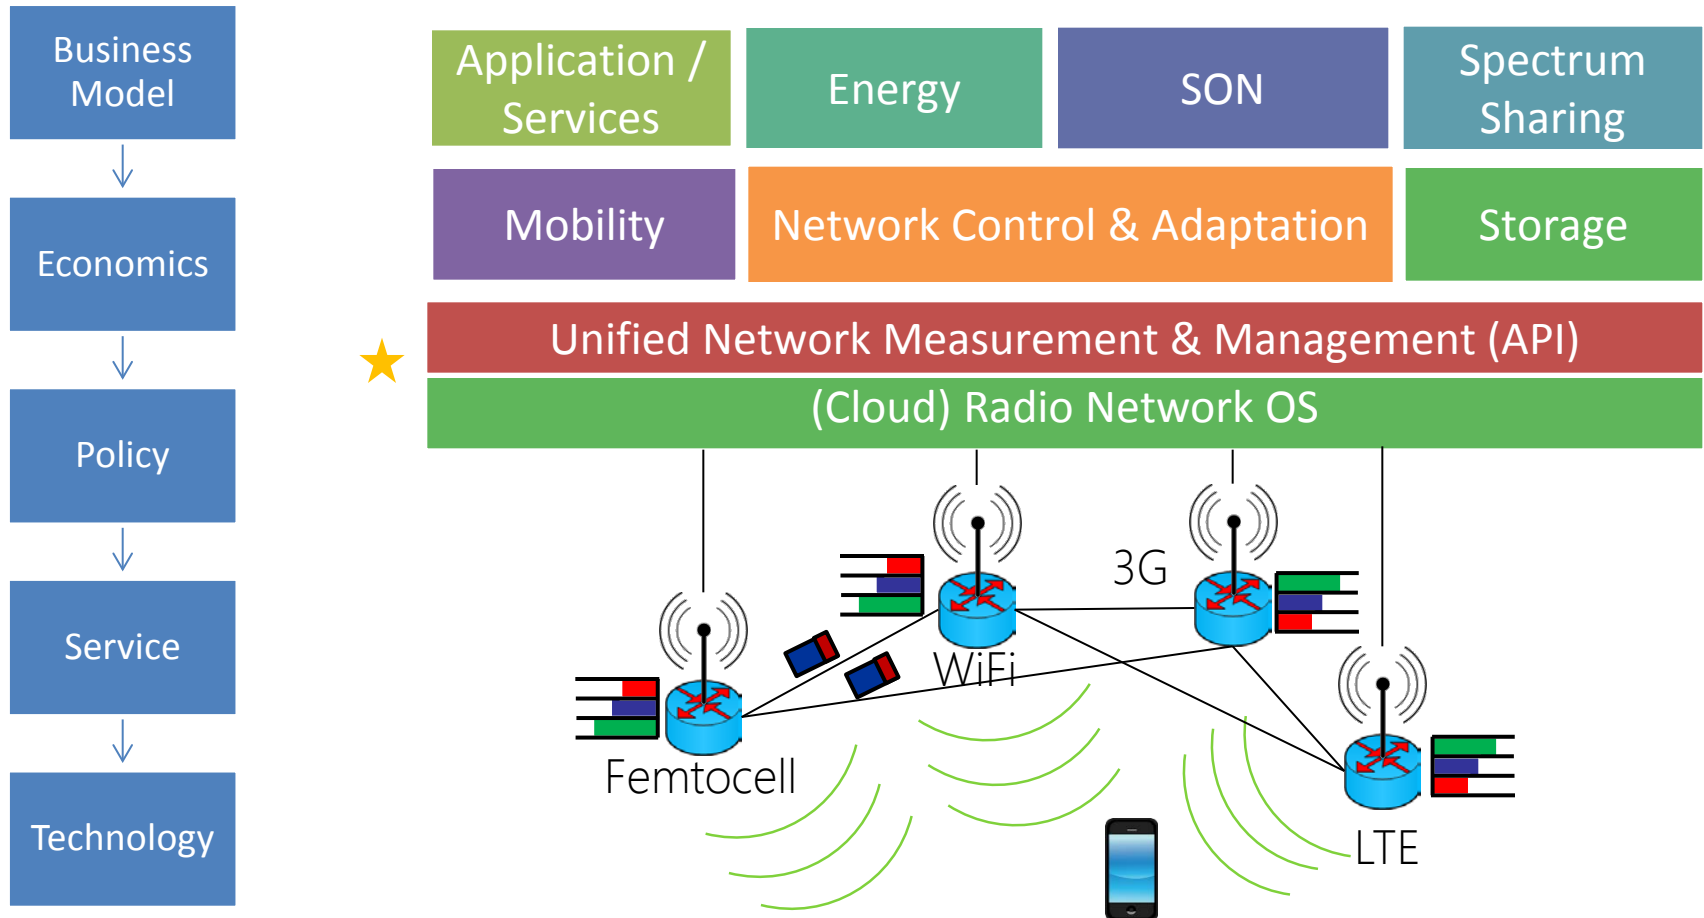 Business
Model
Economics
Policy
Service
Technology
Application /
Services
Energy
SON
Spectrum
Sharing
Mobility
Network Control & Adaptation
Storage
Unified Network Measurement & Management (API)
(Cloud) Radio Network OS
3G
WiFi
Femtocell
LTE